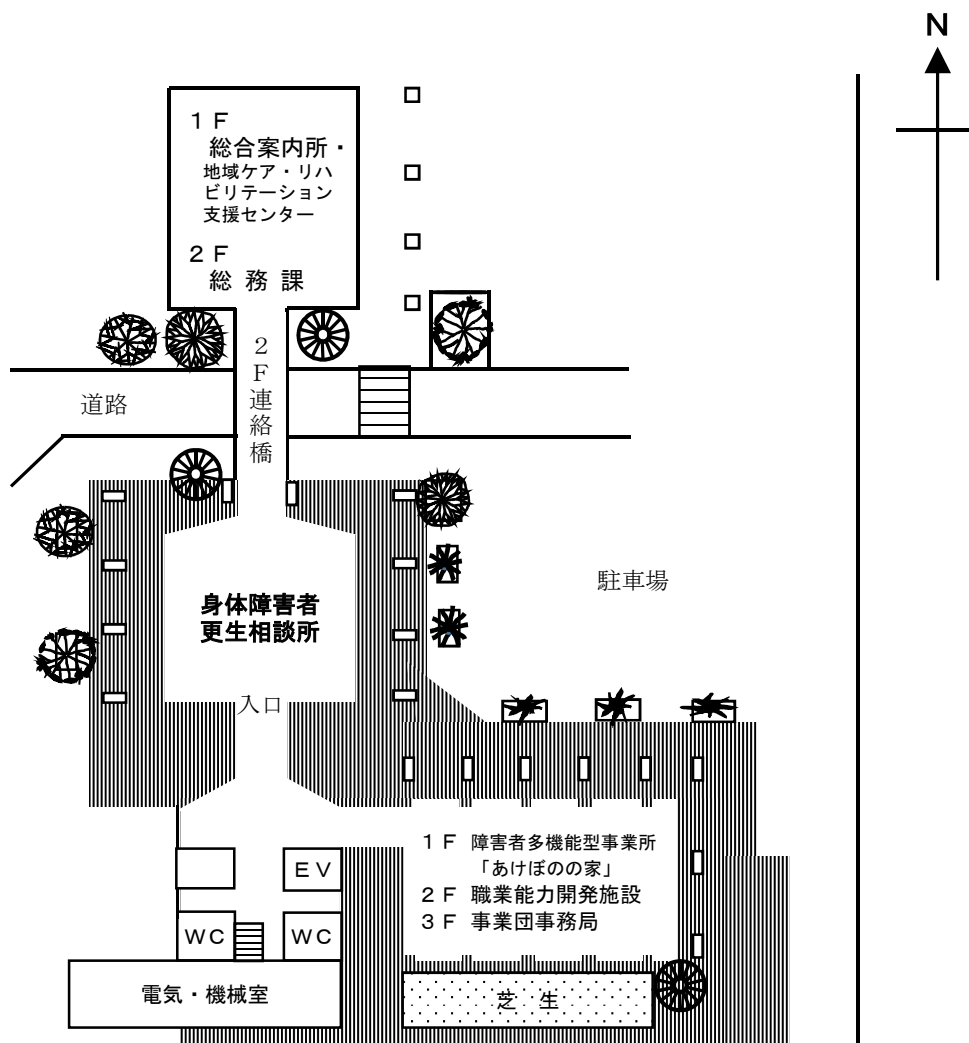 N
１Ｆ
総合案内所・
地域ケア・リハ
ビリテーション
支援センター
２Ｆ
総務課
２Ｆ連絡橋
道路
駐車場
身体障害者
更生相談所
入口
１Ｆ 障害者多機能型事業所
「あけぼのの家」
２Ｆ 職業能力開発施設
３Ｆ 事業団事務局
ＥＶ
ＷＣ
ＷＣ
電気・機械室
芝生